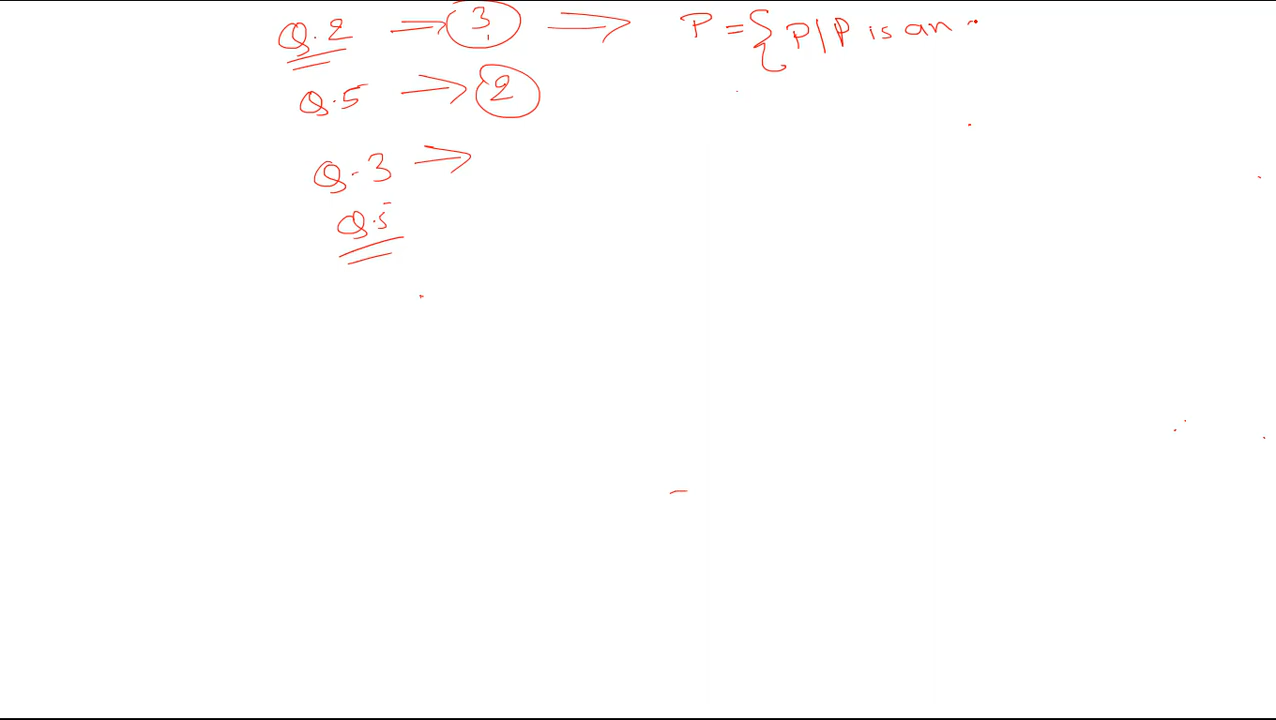 Q.2 → 3 ⟹ P = { P/P is an
Q.5 → 2
Q.3 →
Q.5